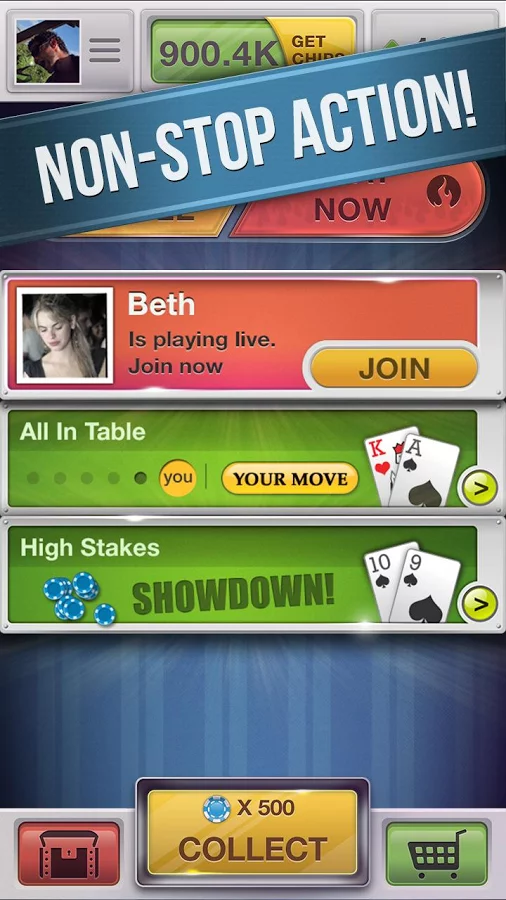 900.4K
GET
CHIPS
NON-STOP ACTION!
NOW
Beth
Is playing live.
Join now
JOIN
All In Table
you
YOUR MOVE
K
A
High Stakes
SHOWDOWN!
10
9
X 500
COLLECT